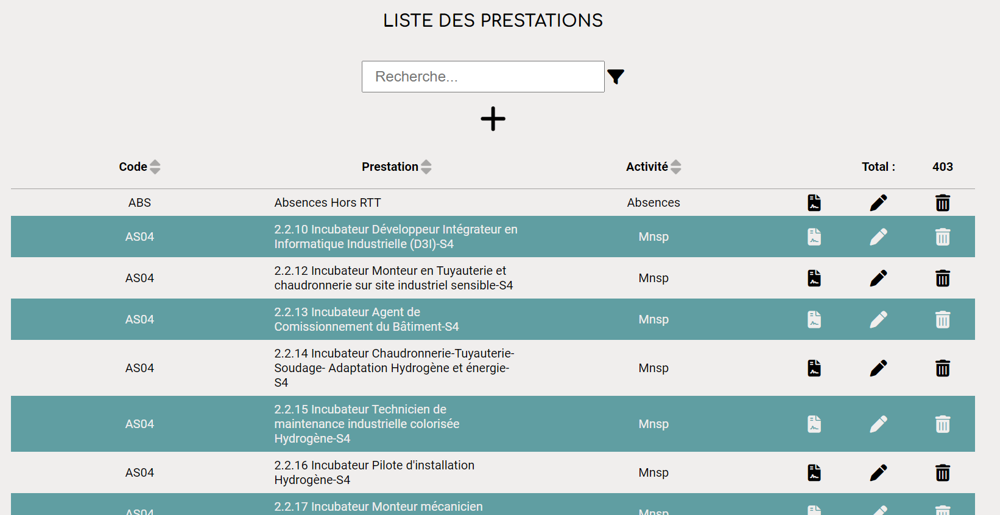 LISTE DES PRESTATIONS
Recherche...
Code Prestation Activité Total : 403
ABS Absences Hors RTT Absences
AS04 2.2.10 Incubateur Développeur Intégrateur en
Informatique Industrielle (D3I)-S4 Mnsp
AS04 2.2.12 Incubateur Monteur en Tuyauterie et
chaudronnerie sur site industriel sensible-S4 Mnsp
AS04 2.2.13 Incubateur Agent de
Comissionnement du Bâtiment-S4 Mnsp
AS04 2.2.14 Incubateur Chaudronnerie-Tuyauterie-
Soudage- Adaptation Hydrogène et énergie-
S4 Mnsp
AS04 2.2.15 Incubateur Technicien de
maintenance industrielle colorisée
Hydrogène-S4 Mnsp
AS04 2.2.16 Incubateur Pilote d'installation
Hydrogène-S4 Mnsp
AS04 2.2.17 Incubateur Monteur mécanicien Mnsp